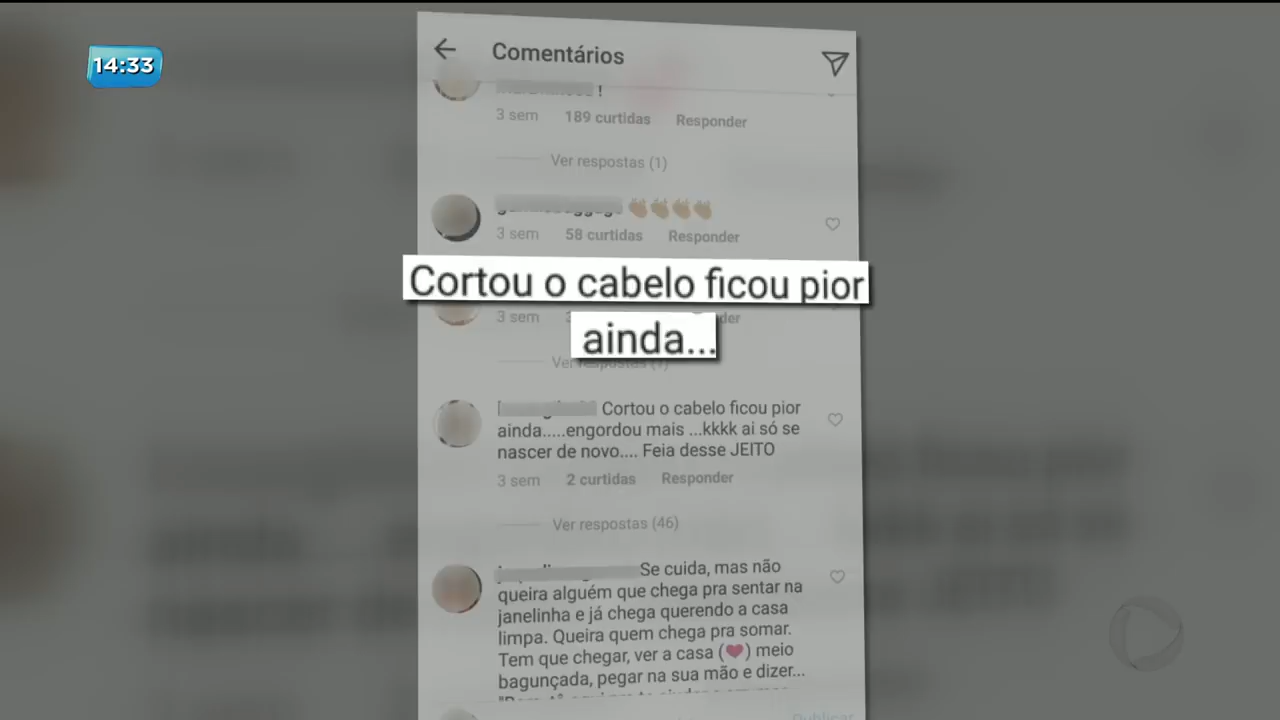 14:33
Comentários
!
3 sem 189 curtidas Responder
Ver respostas (1)
👏👏👏👏
3 sem 58 curtidas Responder
Cortou o cabelo ficou pior
ainda...
3 sem
Cortou o cabelo ficou pior
ainda.....engordou mais ...kkkk ai só se
nascer de novo.... Feia desse JEITO
3 sem 2 curtidas Responder
Ver respostas (46)
Se cuida, mas não
queira alguém que chega pra sentar na
janelinha e já chega querendo a casa
limpa. Queira quem chega pra somar.
Tem que chegar, ver a casa (❤) meio
bagunçada, pegar na sua mão e dizer...
Publicar